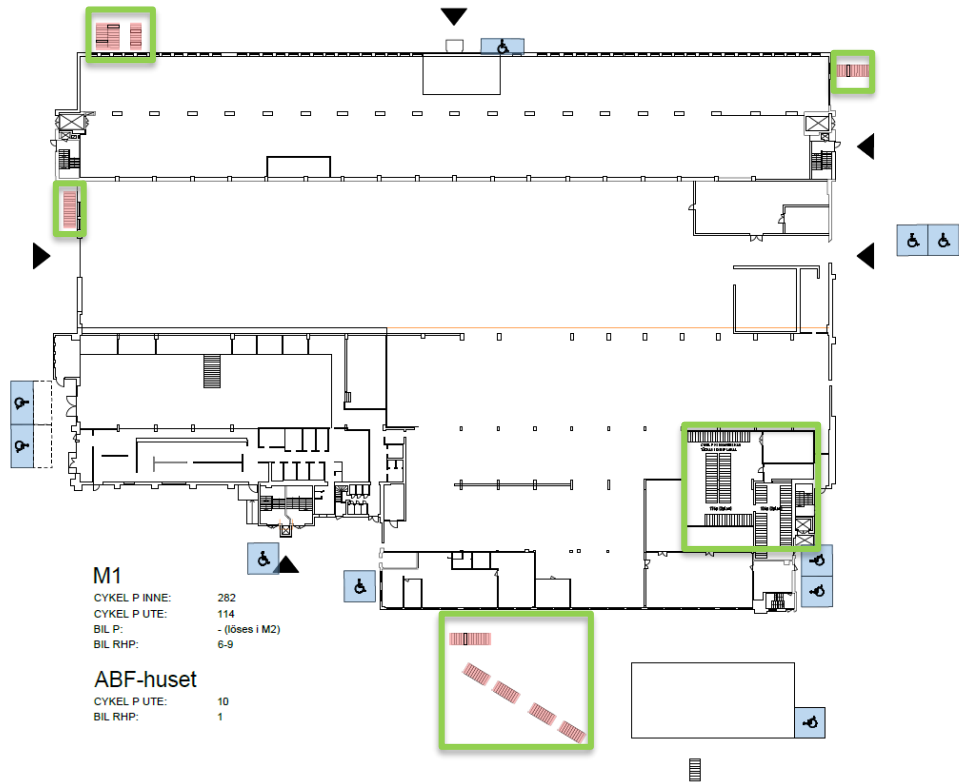 M1
CYKEL P INNE: 282
CYKEL P UTE: 114
BIL P: - (löses i M2)
BIL RHP: 6-9
ABF-huset
CYKEL P UTE: 10
BIL RHP: 1